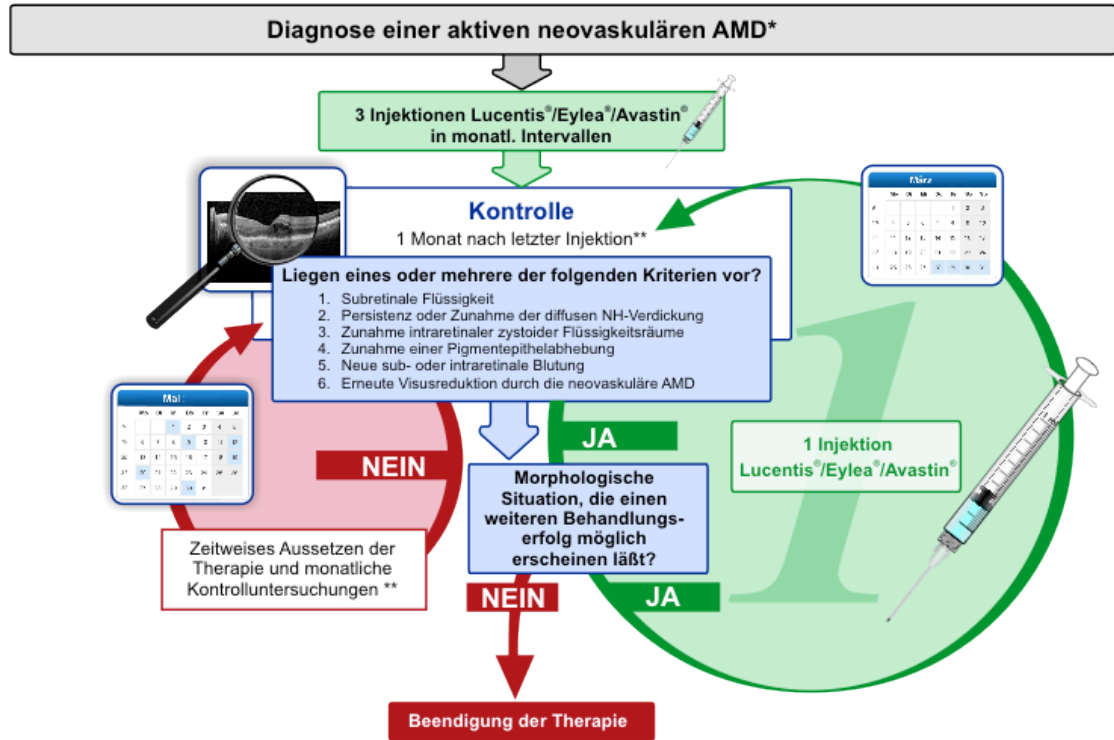 Diagnose einer aktiven neovaskulären AMD*
3 Injektionen Lucentis®/Eylea®/Avastin®
in monatl. Intervallen
März
Kontrolle
1 Monat nach letzter Injektion**
Liegen eines oder mehrere der folgenden Kriterien vor?
1. Subretinale Flüssigkeit
2. Persistenz oder Zunahme der diffusen NH-Verdickung
3. Zunahme intraretinaler zystoider Flüssigkeitsräume
4. Zunahme einer Pigmentepithelabhebung
5. Neue sub- oder intraretinale Blutung
6. Erneute Visusreduktion durch die neovaskuläre AMD
Mai
JA
NEIN
1
1 Injektion
Lucentis®/Eylea®/Avastin®
Morphologische
Situation, die einen
weiteren Behandlungs-
erfolg möglich
erscheinen läßt?
Zeitweises Aussetzen der
Therapie und monatliche
Kontrolluntersuchungen **
NEIN
JA
Beendigung der Therapie